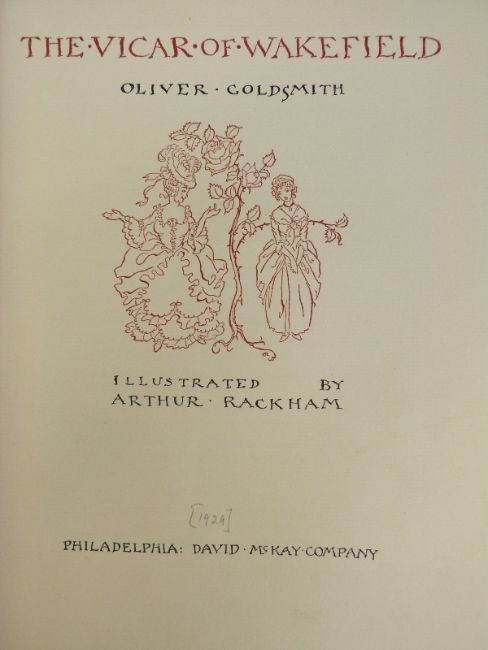 THE·VICAR·OF·WAKEFIELD
OLIVER·GOLDSMITH
ILLUSTRATED BY
ARTHUR·RACKHAM
[1929]
PHILADELPHIA: DAVID·McKAY·COMPANY